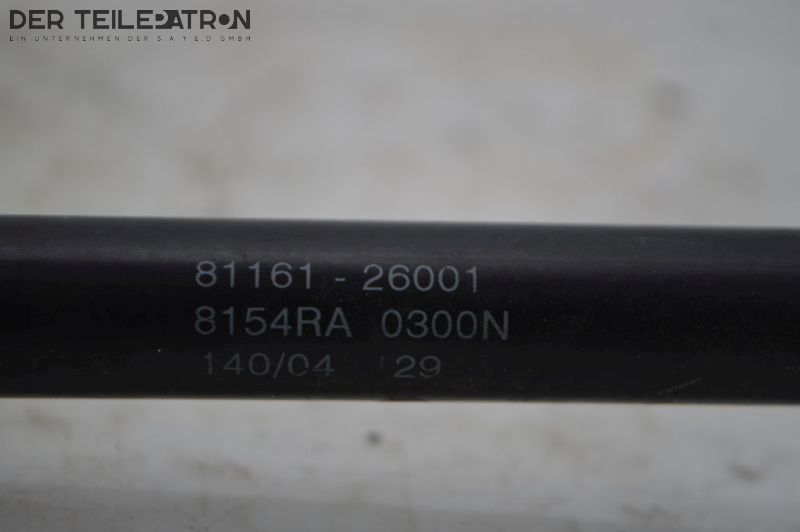 DER TEILEPATRON
EIN UNTERNEHMEN DER S A Y E.D GMBH
81161 - 26001
8154RA 0300N
140/04 29